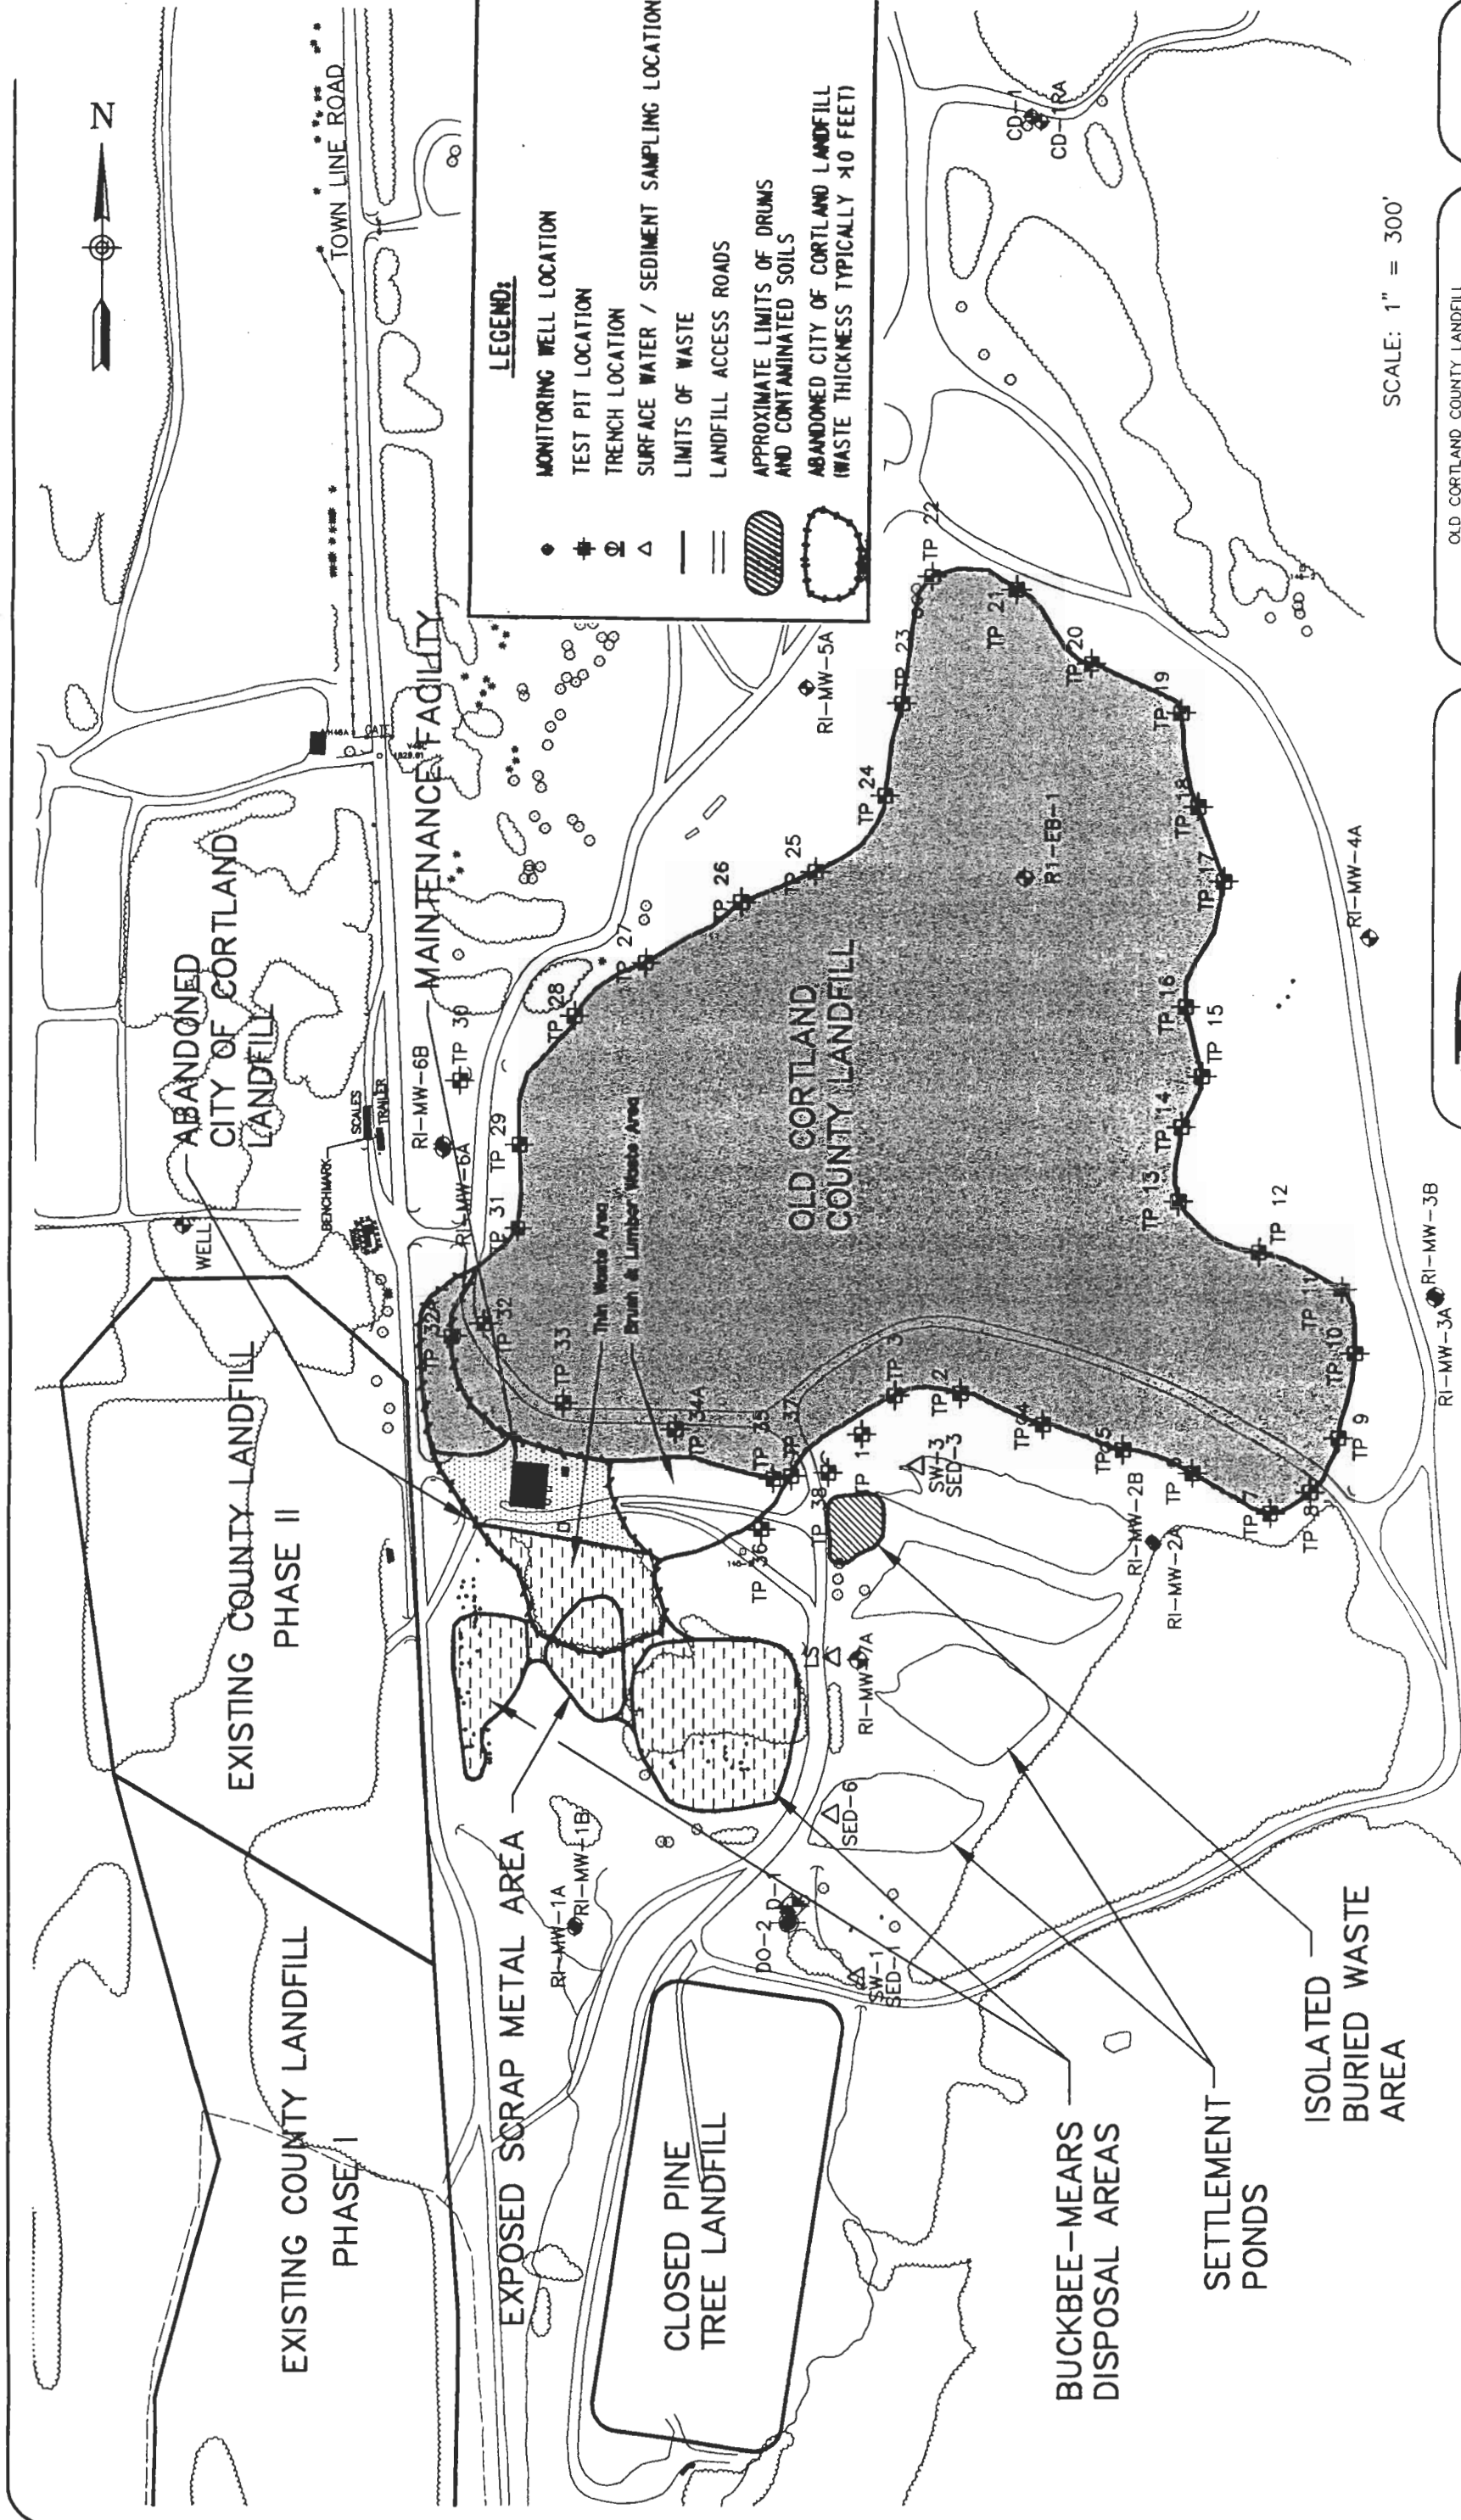 N
TOWN LINE ROAD
LEGEND:
MONITORING WELL LOCATION
TEST PIT LOCATION
TRENCH LOCATION
SURFACE WATER / SEDIMENT SAMPLING LOCATION
LIMITS OF WASTE
LANDFILL ACCESS ROADS
APPROXIMATE LIMITS OF DRUMS
AND CONTAMINATED SOILS
ABANDONED CITY OF CORTLAND LANDFILL
(WASTE THICKNESS TYPICALLY >10 FEET)
CD-1
CD-1RA
SCALE: 1" = 300'
OLD CORTLAND COUNTY LANDFILL
ABANDONED
CITY OF CORTLAND
LANDFILL
MAINTENANCE FACILITY
GATE
SCALES
TRAILER
BENCHMARK
WELL
RI-MW-6B
RI-MW-6A
RI-MW-5A
TP 30
TP 29
TP 31
TP 28
TP 27
TP 26
TP 25
TP 24
TP 23
TP 22
TP 21
TP 20
TP 19
TP 18
TP 17
TP 16
TP 15
TP 14
TP 13
TP 12
TP 11
TP 10
TP 9
TP 8
TP 7
TP 6
TP 5
TP 4
TP 2
TP 3
TP 1
TP 38
TP 37
TP 35
TP 36
TP 34A
TP 33
TP 32
TP 32A
Thin Waste Area
Brush & Lumber Waste Area
OLD CORTLAND
COUNTY LANDFILL
R1-EB-1
RI-MW-4A
RI-MW-3B
RI-MW-3A
RI-MW-2B
RI-MW-2A
SW-3
SED-3
LS
RI-MW-7A
SED-6
EXISTING COUNTY LANDFILL
PHASE II
EXISTING COUNTY LANDFILL
PHASE I
EXPOSED SCRAP METAL AREA
RI-MW-1A
RI-MW-1B
DO-2
D-1
SW-1
SED-1
CLOSED PINE
TREE LANDFILL
BUCKBEE-MEARS
DISPOSAL AREAS
SETTLEMENT
PONDS
ISOLATED
BURIED WASTE
AREA